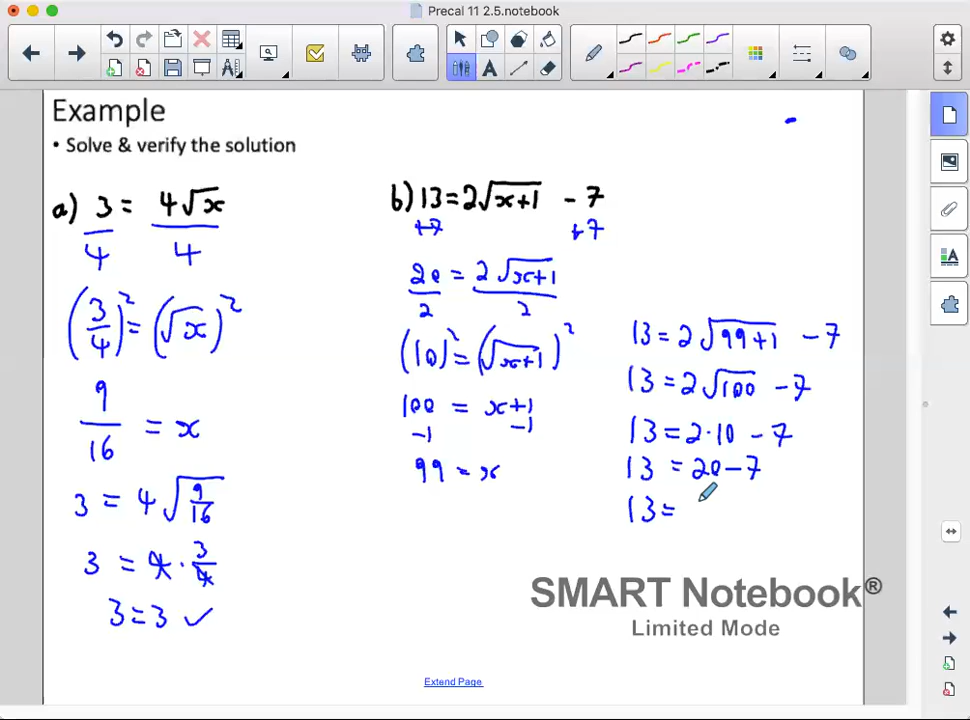 Precal 11 2.5.notebook
Example
• Solve & verify the solution
a) 3 = 4√x
4 4
(3/4)² = (√x)²
9/16 = x
3 = 4√(9/16)
3 = 4 · 3/4
3 = 3 ✓
b) 13 = 2√(x+1) - 7
+7 +7
20 = 2√(x+1)
2 2
(10)² = (√(x+1))²
100 = x+1
-1 -1
99 = x
13 = 2√(99+1) - 7
13 = 2√100 - 7
13 = 2·10 - 7
13 = 20 - 7
13 =
SMART Notebook®
Limited Mode
Extend Page